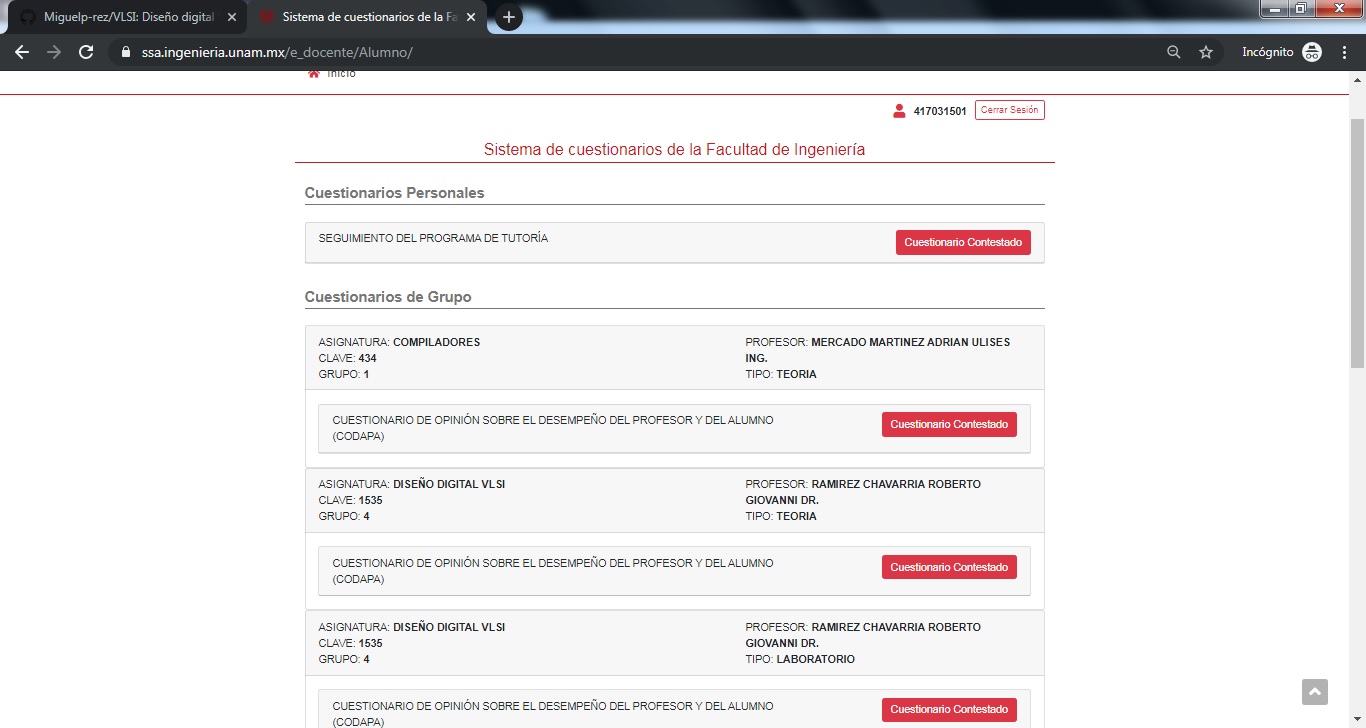 Miguelp-rez/VLSI: Diseño digital
Sistema de cuestionarios de la Fa
ssa.ingenieria.unam.mx/e_docente/Alumno/
Incógnito
Inicio
417031501
Cerrar Sesión
Sistema de cuestionarios de la Facultad de Ingeniería
Cuestionarios Personales
SEGUIMIENTO DEL PROGRAMA DE TUTORÍA
Cuestionario Contestado
Cuestionarios de Grupo
ASIGNATURA: COMPILADORES
CLAVE: 434
GRUPO: 1
PROFESOR: MERCADO MARTINEZ ADRIAN ULISES
ING.
TIPO: TEORIA
CUESTIONARIO DE OPINIÓN SOBRE EL DESEMPEÑO DEL PROFESOR Y DEL ALUMNO
(CODAPA)
Cuestionario Contestado
ASIGNATURA: DISEÑO DIGITAL VLSI
CLAVE: 1535
GRUPO: 4
PROFESOR: RAMIREZ CHAVARRIA ROBERTO
GIOVANNI DR.
TIPO: TEORIA
CUESTIONARIO DE OPINIÓN SOBRE EL DESEMPEÑO DEL PROFESOR Y DEL ALUMNO
(CODAPA)
Cuestionario Contestado
ASIGNATURA: DISEÑO DIGITAL VLSI
CLAVE: 1535
GRUPO: 4
PROFESOR: RAMIREZ CHAVARRIA ROBERTO
GIOVANNI DR.
TIPO: LABORATORIO
CUESTIONARIO DE OPINIÓN SOBRE EL DESEMPEÑO DEL PROFESOR Y DEL ALUMNO
(CODAPA)
Cuestionario Contestado